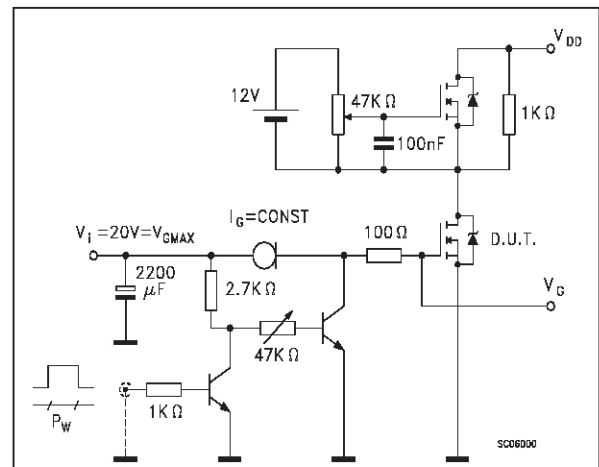 V_DD
12V
47KΩ
1KΩ
100nF
I_G=CONST
V_i=20V=V_GMAX
100Ω
D.U.T.
2200
μF
2.7KΩ
V_G
47KΩ
1KΩ
P_W
SC06000